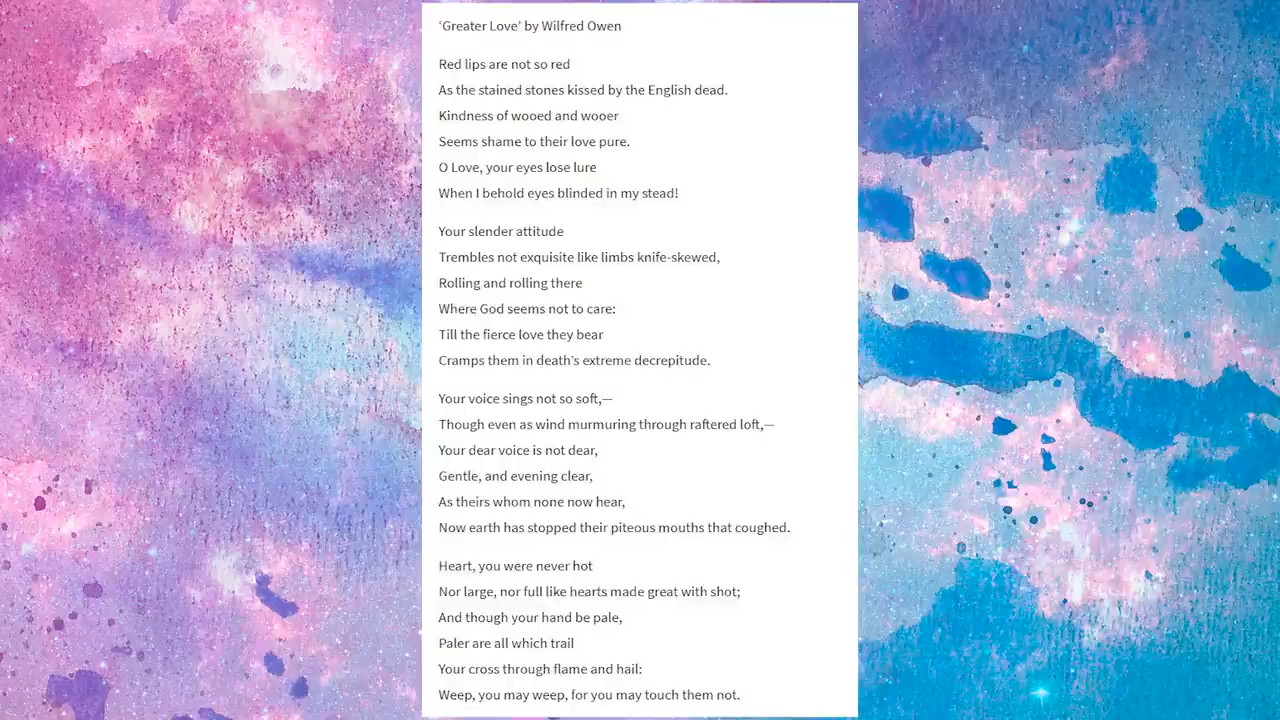 ‘Greater Love’ by Wilfred Owen
Red lips are not so red
As the stained stones kissed by the English dead.
Kindness of wooed and wooer
Seems shame to their love pure.
O Love, your eyes lose lure
When I behold eyes blinded in my stead!
Your slender attitude
Trembles not exquisite like limbs knife-skewed,
Rolling and rolling there
Where God seems not to care:
Till the fierce love they bear
Cramps them in death’s extreme decrepitude.
Your voice sings not so soft,—
Though even as wind murmuring through raftered loft,—
Your dear voice is not dear,
Gentle, and evening clear,
As theirs whom none now hear,
Now earth has stopped their piteous mouths that coughed.
Heart, you were never hot
Nor large, nor full like hearts made great with shot;
And though your hand be pale,
Paler are all which trail
Your cross through flame and hail:
Weep, you may weep, for you may touch them not.